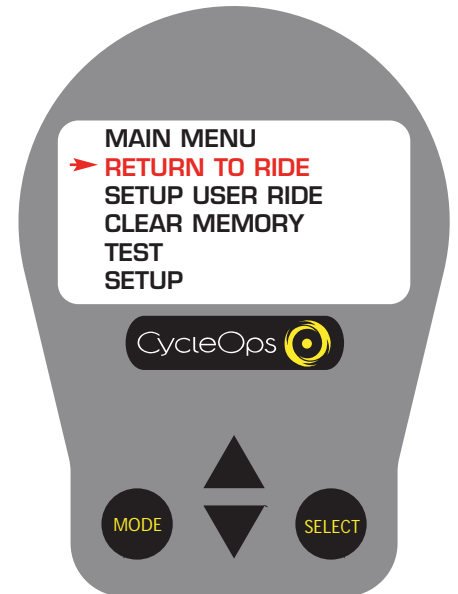 MAIN MENU
RETURN TO RIDE
SETUP USER RIDE
CLEAR MEMORY
TEST
SETUP
CycleOps
MODE
SELECT